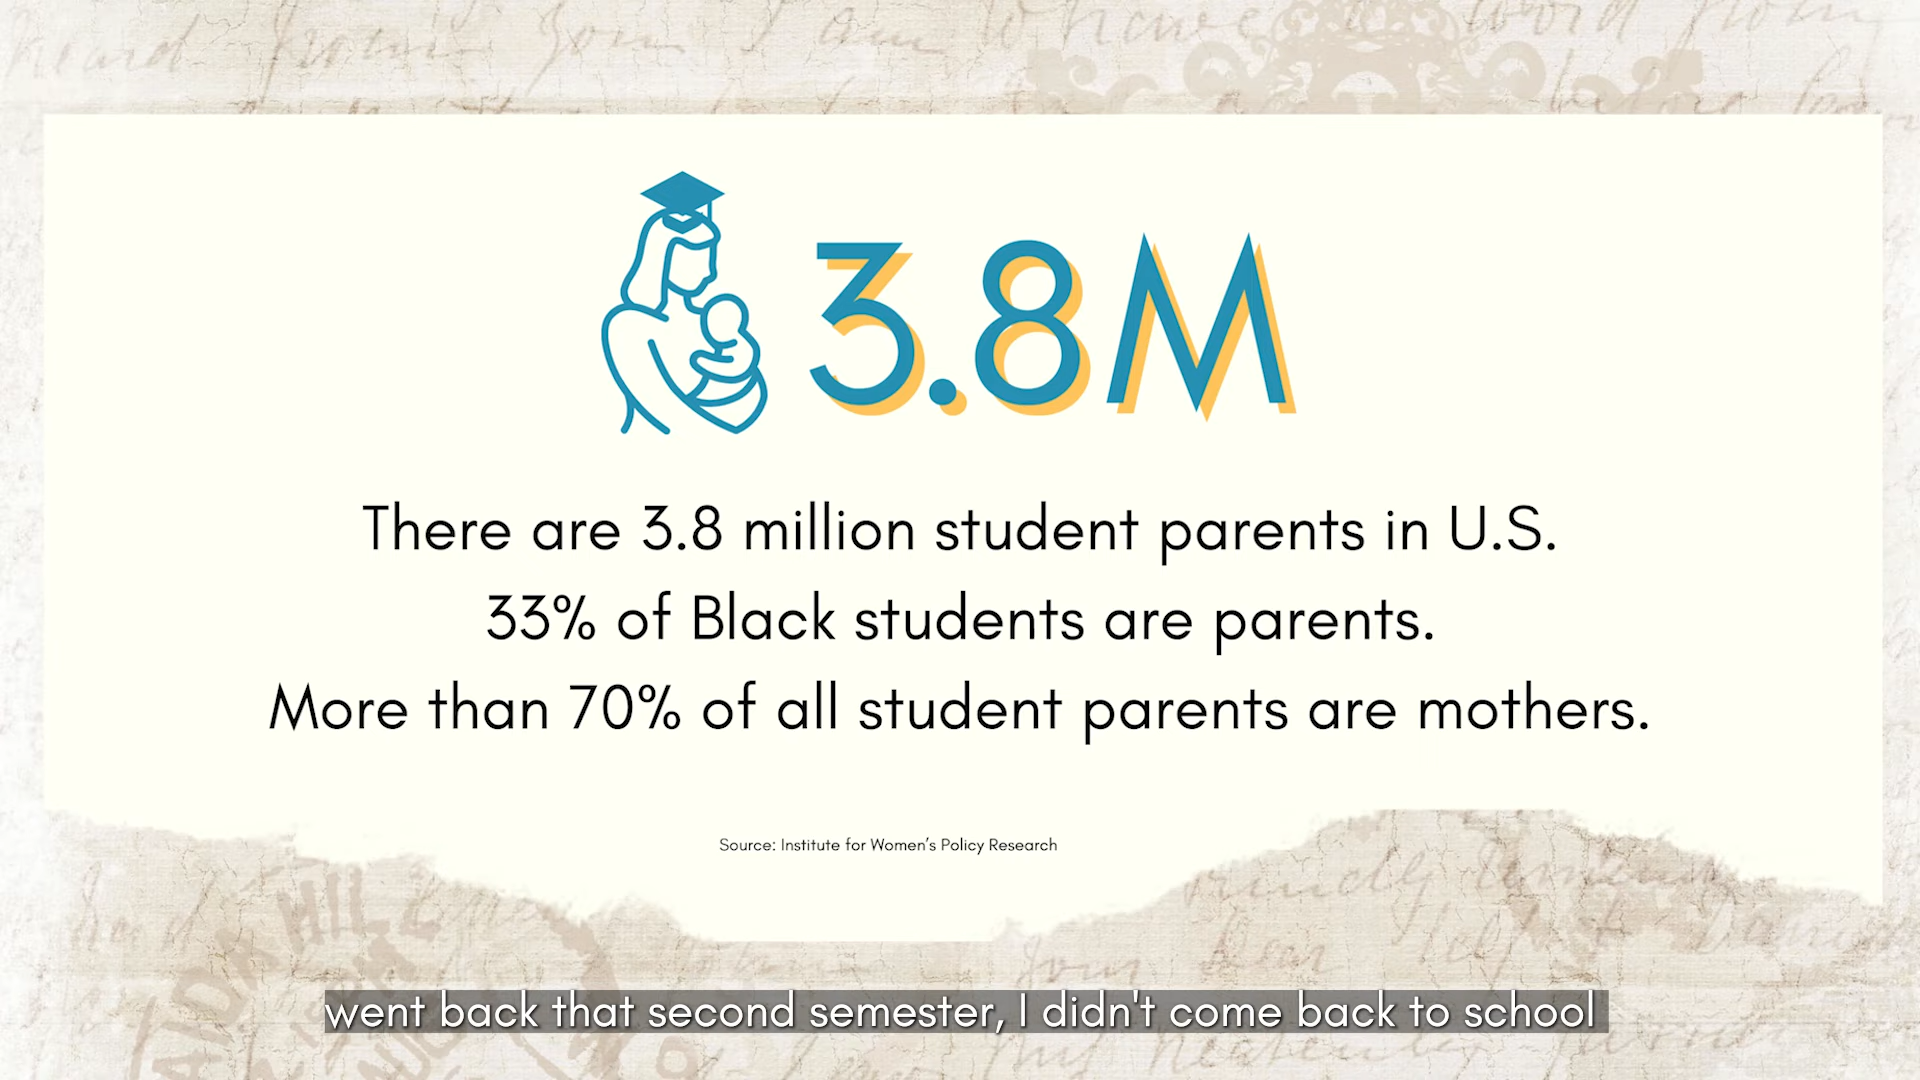 3.8M
There are 3.8 million student parents in U.S.
33% of Black students are parents.
More than 70% of all student parents are mothers.
Source: Institute for Women's Policy Research
went back that second semester, I didn't come back to school